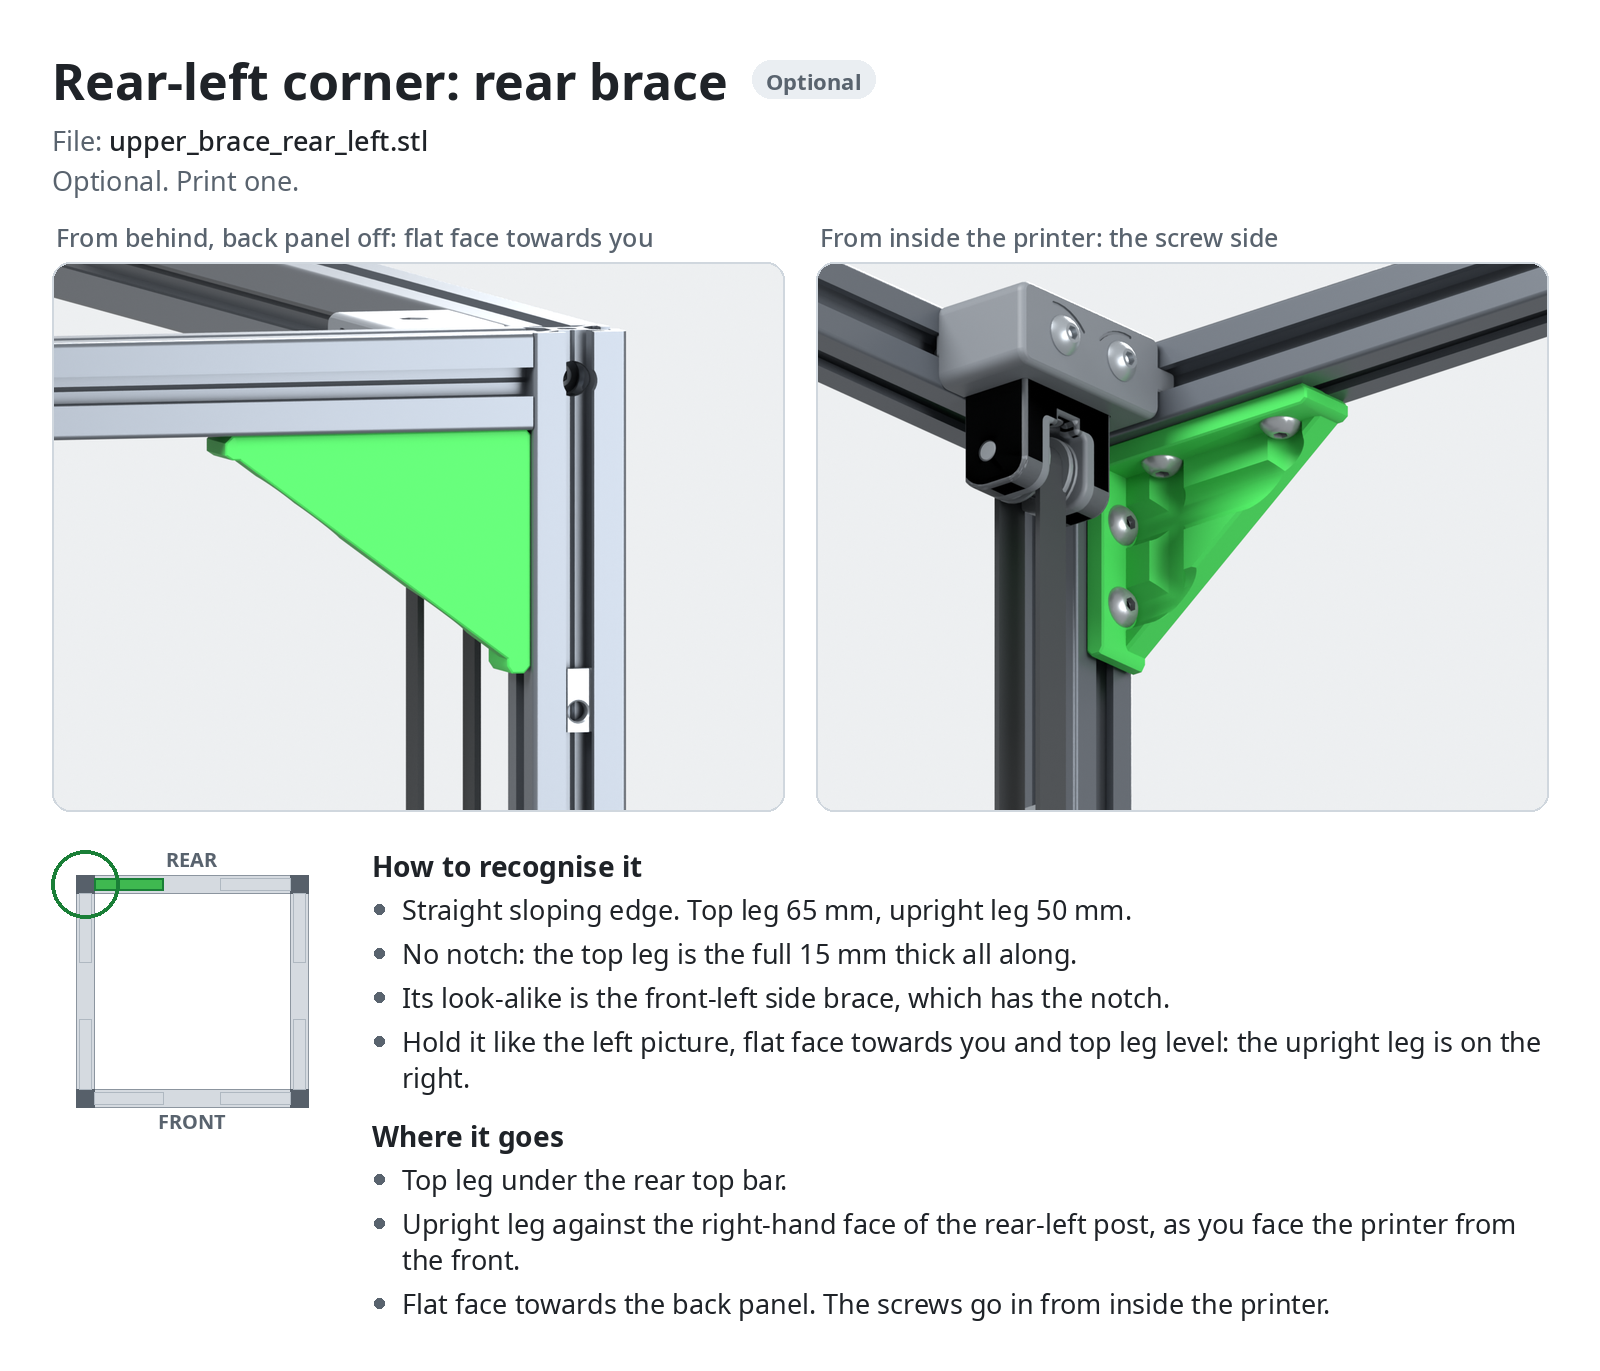 Rear-left corner: rear brace Optional
File: upper_brace_rear_left.stl
Optional. Print one.
From behind, back panel off: flat face towards you
From inside the printer: the screw side
REAR
FRONT
How to recognise it
Straight sloping edge. Top leg 65 mm, upright leg 50 mm.
No notch: the top leg is the full 15 mm thick all along.
Its look-alike is the front-left side brace, which has the notch.
Hold it like the left picture, flat face towards you and top leg level: the upright leg is on the
right.
Where it goes
Top leg under the rear top bar.
Upright leg against the right-hand face of the rear-left post, as you face the printer from
the front.
Flat face towards the back panel. The screws go in from inside the printer.